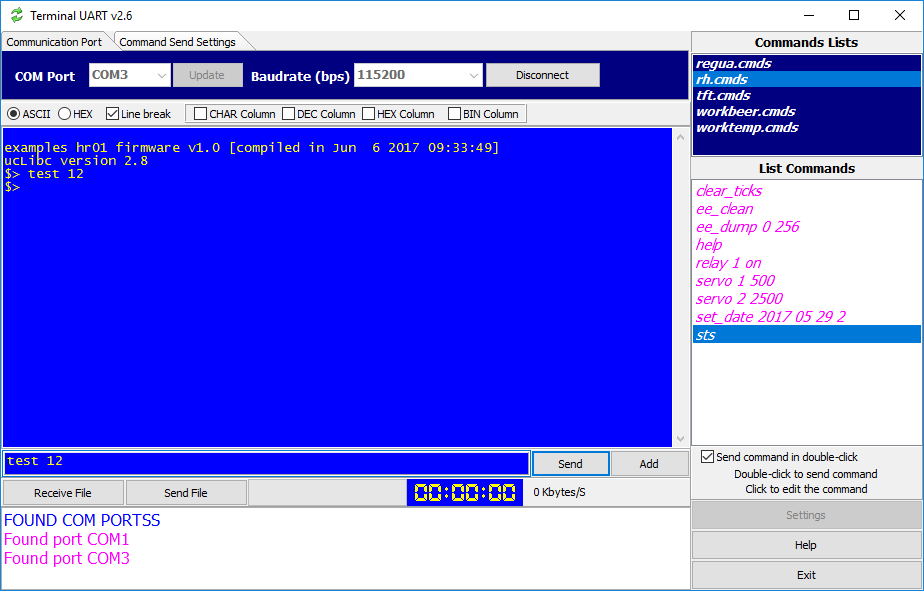 Terminal UART v2.6
Communication Port Command Send Settings
COM Port COM3 Update Baudrate (bps) 115200 Disconnect
ASCII HEX Line break CHAR Column DEC Column HEX Column BIN Column
examples hr01 firmware v1.0 [compiled in Jun  6 2017 09:33:49]
ucLibc version 2.8
$> test 12
$>
test 12 Send Add
Receive File Send File 00:00:00 0 Kbytes/S
FOUND COM PORTSS
Found port COM1
Found port COM3
Commands Lists
regua.cmds
rh.cmds
tft.cmds
workbeer.cmds
worktemp.cmds
List Commands
clear_ticks
ee_clean
ee_dump 0 256
help
relay 1 on
servo 1 500
servo 2 2500
set_date 2017 05 29 2
sts
Send command in double-click
Double-click to send command
Click to edit the command
Settings
Help
Exit